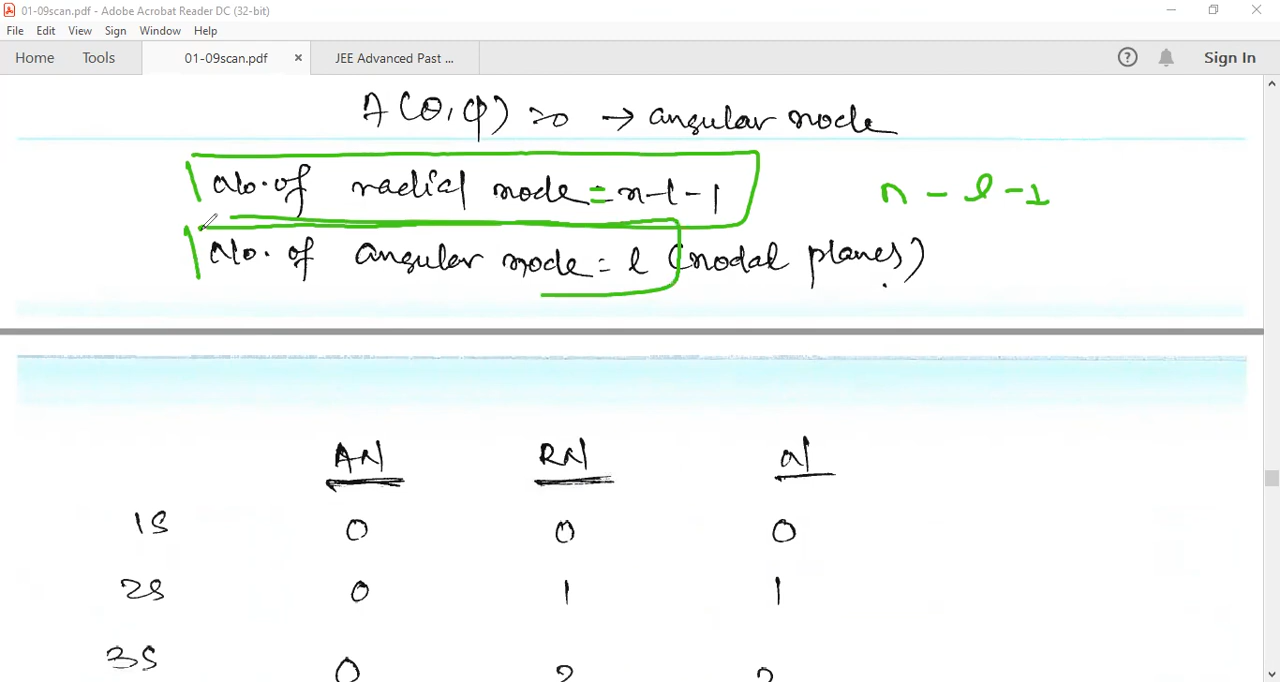 01-09scan.pdf - Adobe Acrobat Reader DC (32-bit)
File Edit View Sign Window Help
Home Tools 01-09scan.pdf × JEE Advanced Past ... ? Sign In
A(θ,φ) = 0 → angular node
No. of radial node = n-l-1 n - l - 1
No. of angular node = l (nodal planes)
AN RN N
1S 0 0 0
2S 0 1 1
3S 0 2 2